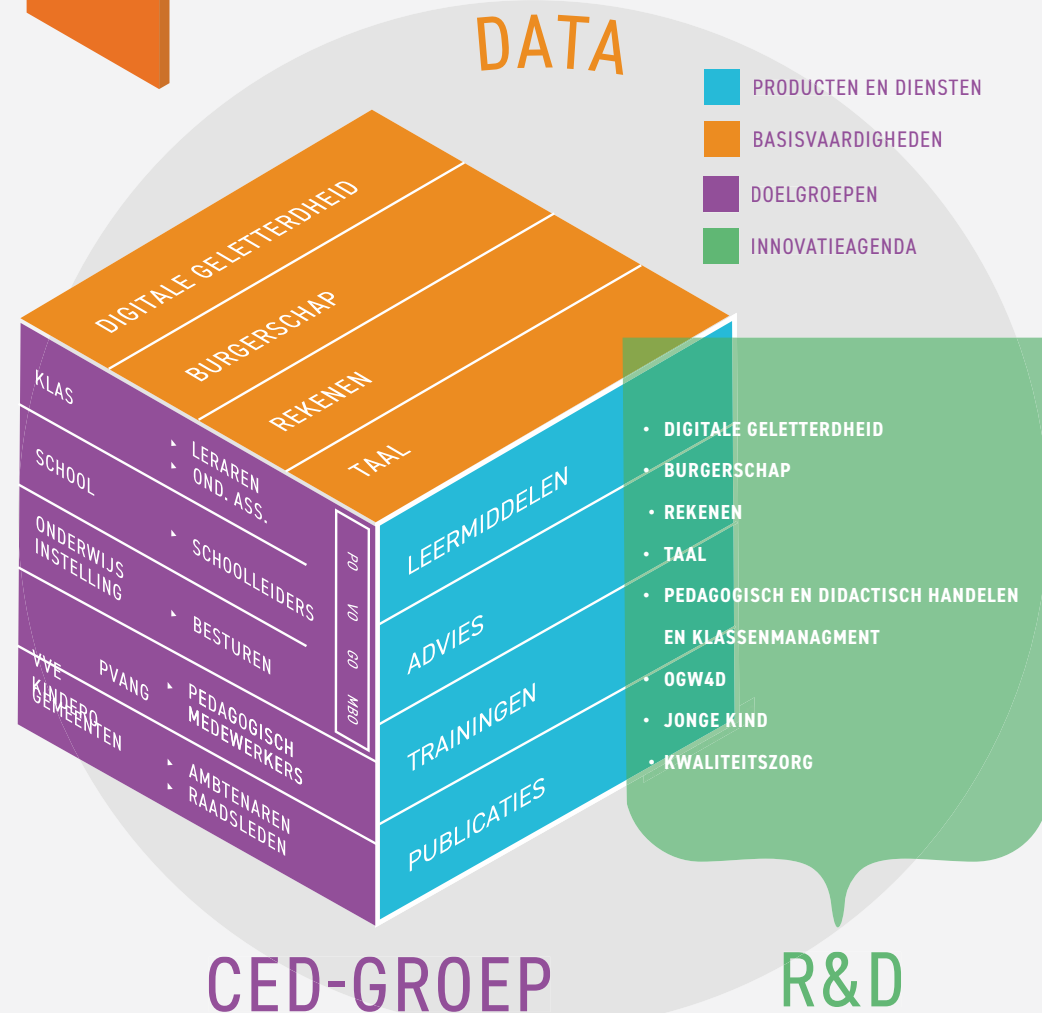 DATA
PRODUCTEN EN DIENSTEN
BASISVAARDIGHEDEN
DOELGROEPEN
INNOVATIEAGENDA
DIGITALE GELETTERDHEID
BURGERSCHAP
REKENEN
TAAL
KLAS
LERAREN
OND. ASS.
SCHOOL
SCHOOLLEIDERS
ONDERWIJS
INSTELLING
BESTUREN
VVE
KINDERO
PVANG
PEDAGOGISCH
MEDEWERKERS
GEMEENTEN
AMBTENAREN
RAADSLEDEN
PO VO GO MBO
LEERMIDDELEN
ADVIES
TRAININGEN
PUBLICATIES
• DIGITALE GELETTERDHEID
• BURGERSCHAP
• REKENEN
• TAAL
• PEDAGOGISCH EN DIDACTISCH HANDELEN
EN KLASSENMANAGMENT
• OGW4D
• JONGE KIND
• KWALITEITSZORG
CED-GROEP
R&D